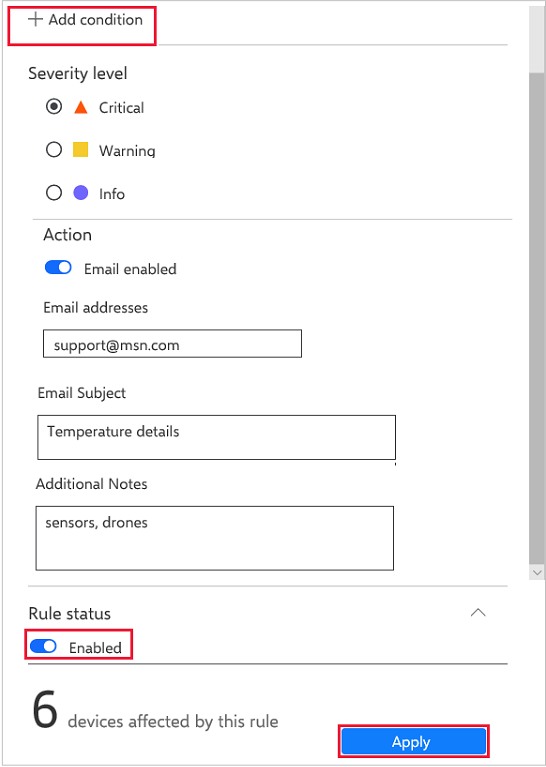 + Add condition
Severity level
Critical
Warning
Info
Action
Email enabled
Email addresses
support@msn.com
Email Subject
Temperature details
Additional Notes
sensors, drones
Rule status
Enabled
6 devices affected by this rule
Apply